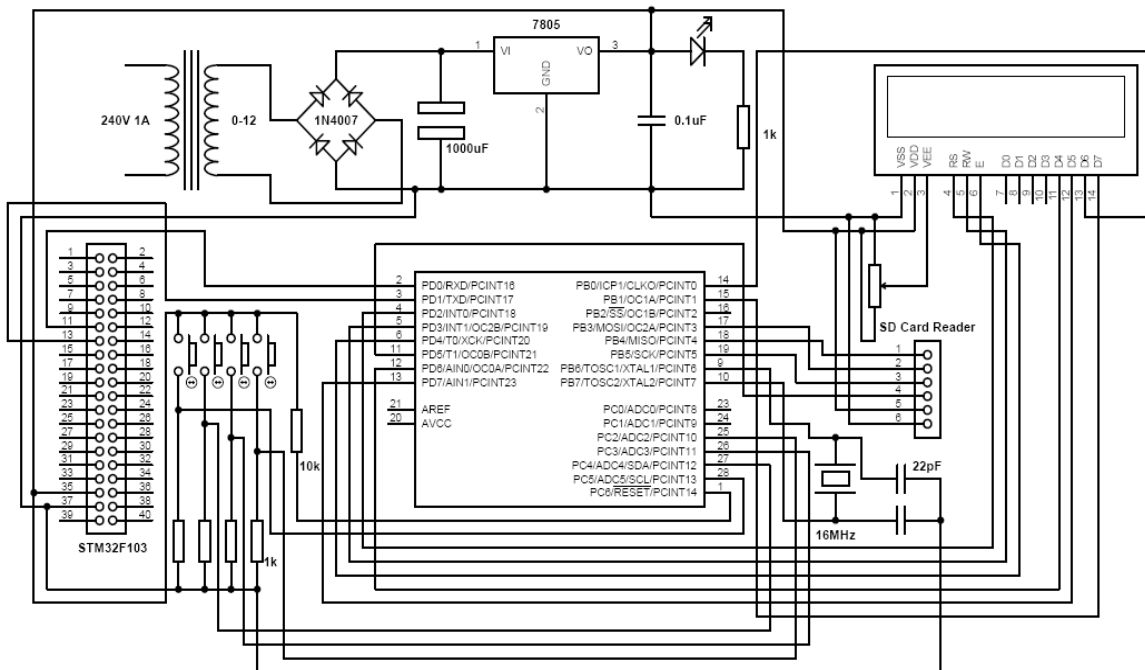 7805
1 VI VO 3
GND
2
240V 1A
0-12
1N4007
1000uF
0.1uF
1k
VSS VDD VEE RS RW E D0 D1 D2 D3 D4 D5 D6 D7
1 2 3 4 5 6 7 8 9 10 11 12 13 14
1 2
3 4
5 6
7 8
9 10
11 12
13 14
15 16
17 18
19 20
21 22
23 24
25 26
27 28
29 30
31 32
33 34
35 36
37 38
39 40
STM32F103
10k
1k
2 PD0/RXD/PCINT16
3 PD1/TXD/PCINT17
4 PD2/INT0/PCINT18
5 PD3/INT1/OC2B/PCINT19
6 PD4/T0/XCK/PCINT20
11 PD5/T1/OC0B/PCINT21
12 PD6/AIN0/OC0A/PCINT22
13 PD7/AIN1/PCINT23
21 AREF
20 AVCC
PB0/ICP1/CLKO/PCINT0 14
PB1/OC1A/PCINT1 15
PB2/SS/OC1B/PCINT2 16
PB3/MOSI/OC2A/PCINT3 17
PB4/MISO/PCINT4 18
PB5/SCK/PCINT5 19
PB6/TOSC1/XTAL1/PCINT6 9
PB7/TOSC2/XTAL2/PCINT7 10
PC0/ADC0/PCINT8 23
PC1/ADC1/PCINT9 24
PC2/ADC2/PCINT10 25
PC3/ADC3/PCINT11 26
PC4/ADC4/SDA/PCINT12 27
PC5/ADC5/SCL/PCINT13 28
PC6/RESET/PCINT14 1
SD Card Reader
1
2
3
4
5
6
22pF
16MHz